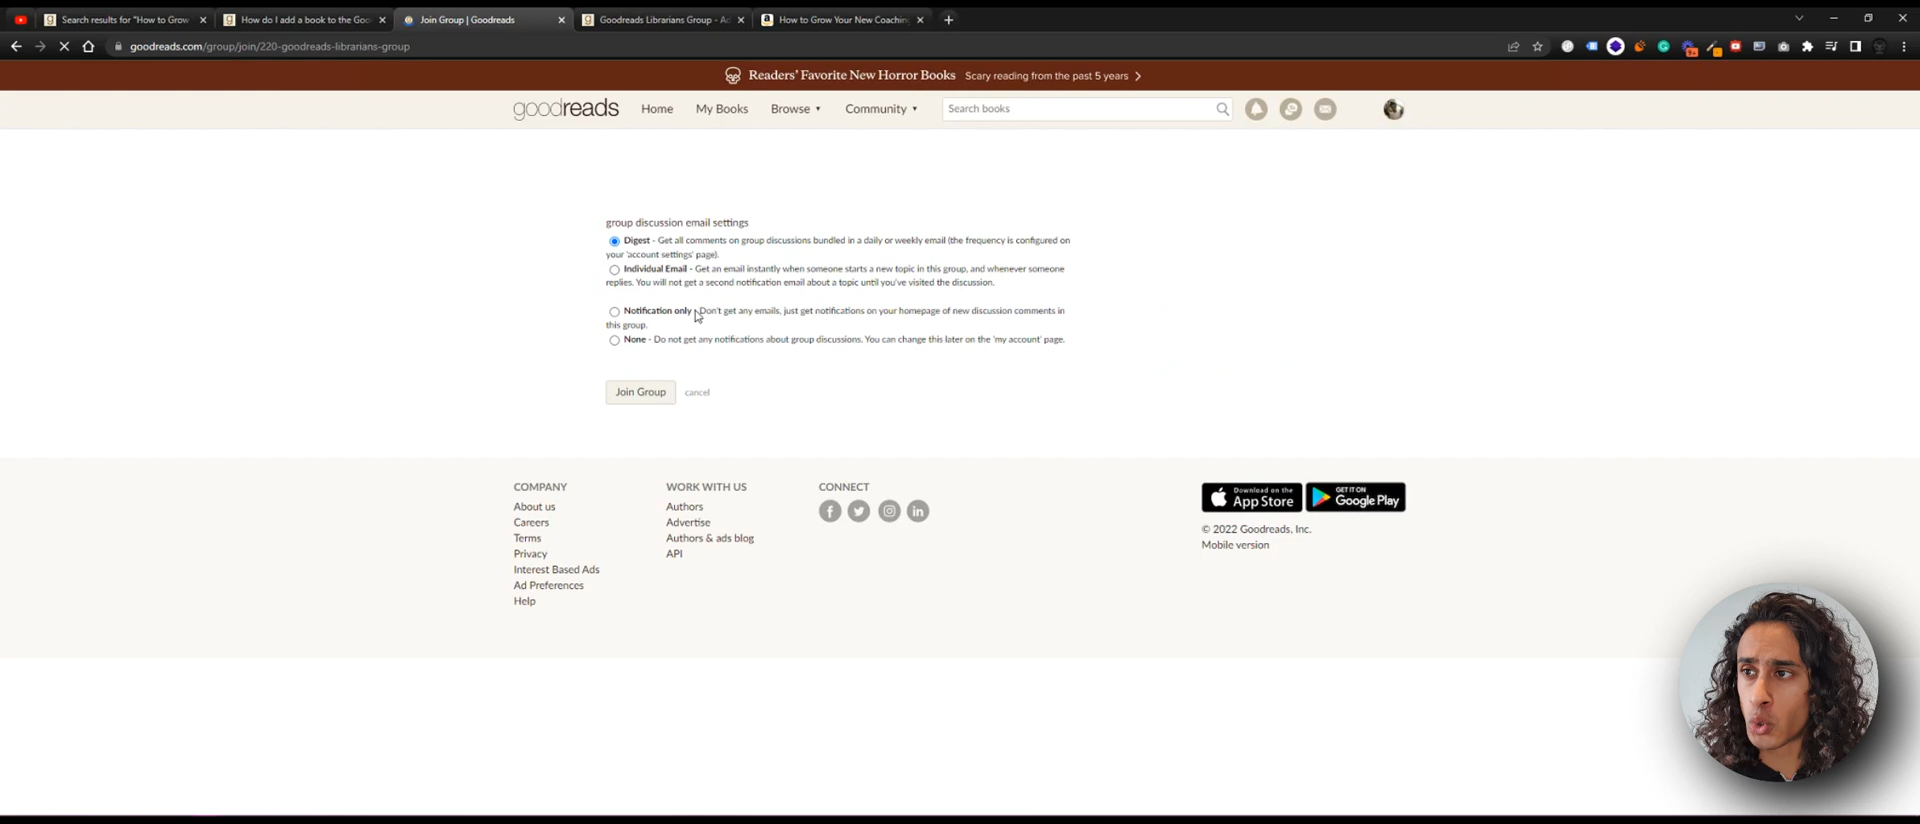 Search results for "How to Grow
How do I add a book to the Goo
Join Group | Goodreads
Goodreads Librarians Group - Ad
How to Grow Your New Coaching
goodreads.com/group/join/220-goodreads-librarians-group
Readers' Favorite New Horror Books Scary reading from the past 5 years
goodreads Home My Books Browse Community Search books
group discussion email settings
Digest - Get all comments on group discussions bundled in a daily or weekly email (the frequency is configured on
your 'account settings' page).
Individual Email - Get an email instantly when someone starts a new topic in this group, and whenever someone
replies. You will not get a second notification email about a topic until you've visited the discussion.
Notification only - Don't get any emails, just get notifications on your homepage of new discussion comments in
this group.
None - Do not get any notifications about group discussions. You can change this later on the 'my account' page.
Join Group cancel
COMPANY
About us
Careers
Terms
Privacy
Interest Based Ads
Ad Preferences
Help
WORK WITH US
Authors
Advertise
Authors & ads blog
API
CONNECT
Download on the
App Store
GET IT ON
Google Play
© 2022 Goodreads, Inc.
Mobile version